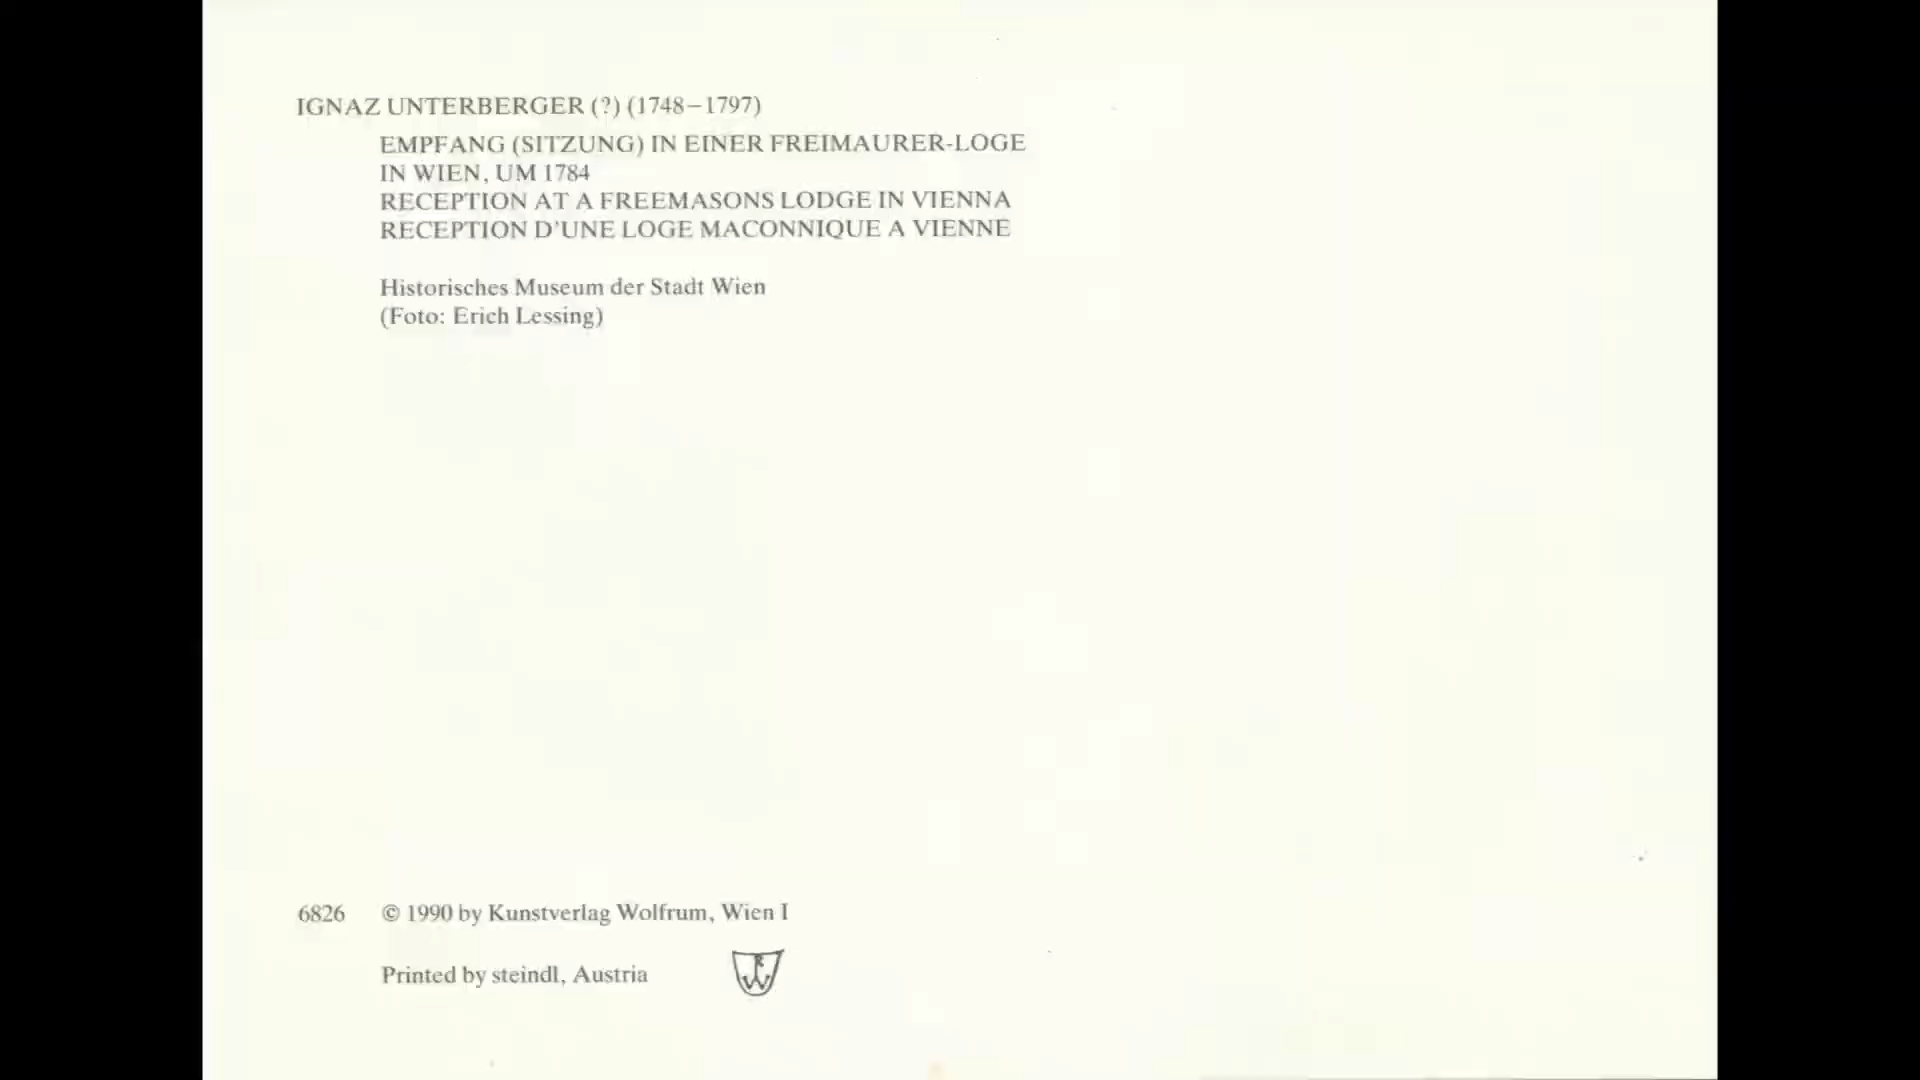 IGNAZ UNTERBERGER (?) (1748–1797)
EMPFANG (SITZUNG) IN EINER FREIMAURER-LOGE
IN WIEN, UM 1784
RECEPTION AT A FREEMASONS LODGE IN VIENNA
RECEPTION D'UNE LOGE MACONNIQUE A VIENNE
Historisches Museum der Stadt Wien
(Foto: Erich Lessing)
6826 © 1990 by Kunstverlag Wolfrum, Wien I
Printed by steindl, Austria
RW